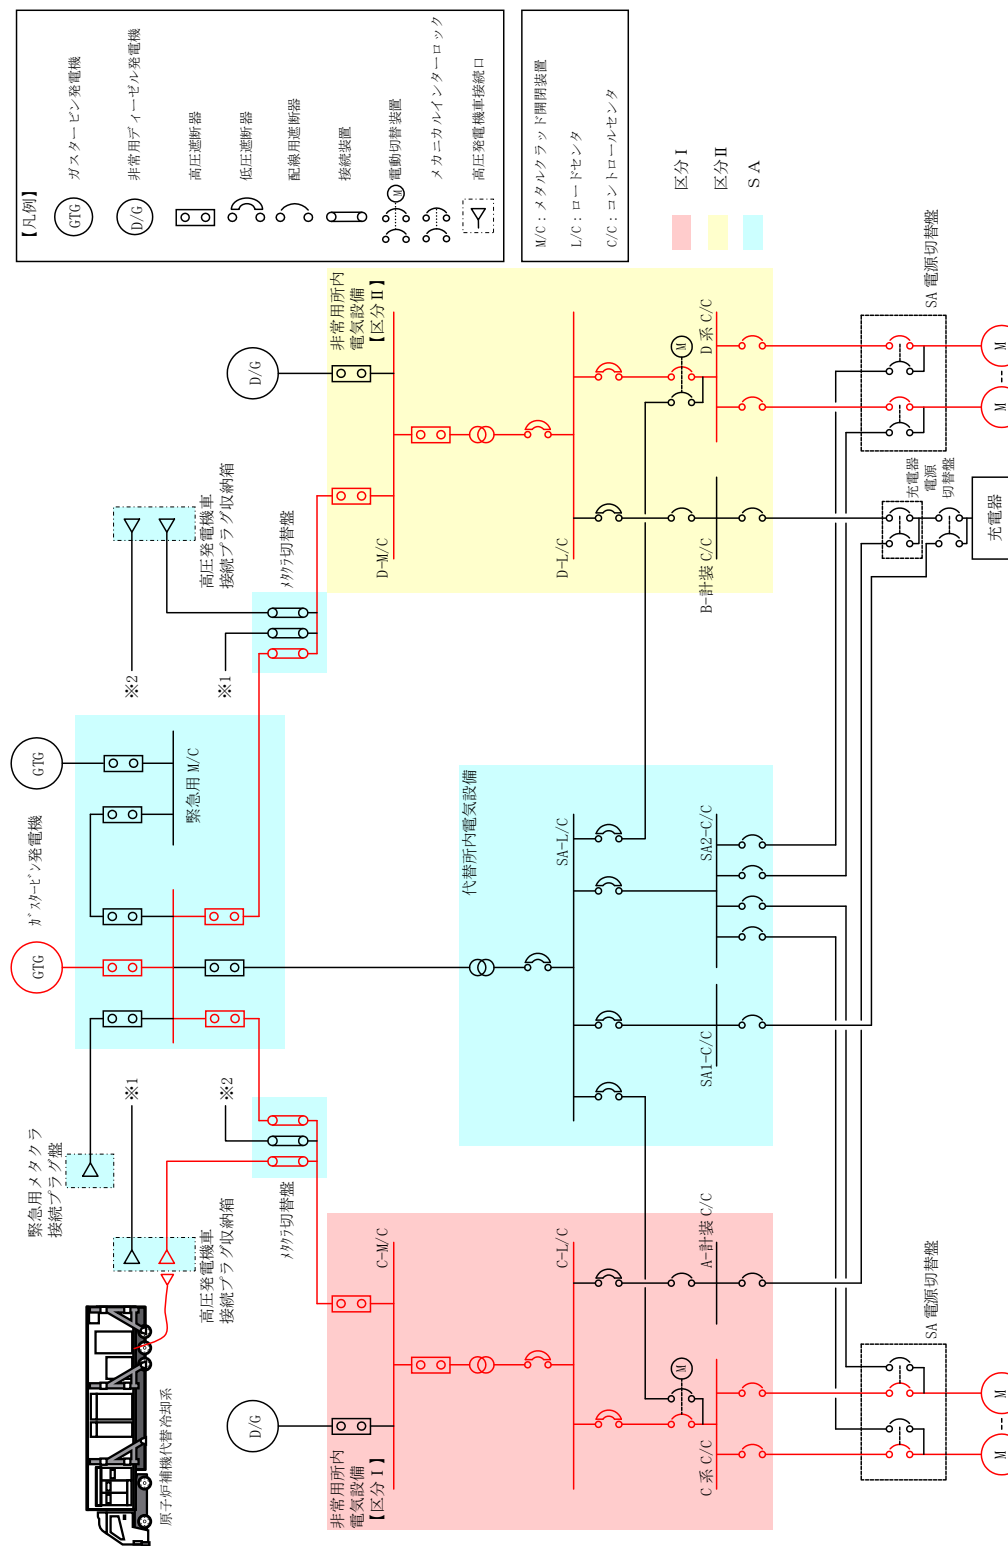 【凡例】
GTG
ガスタービン発電機
D/G
非常用ディーゼル発電機
高圧遮断器
低圧遮断器
配線用遮断器
接続装置
M
電動切替装置
メカニカルインターロック
高圧発電機車接続口
M/C：メタルクラッド開閉装置
L/C：ロードセンタ
C/C：コントロールセンタ
区分Ⅰ
区分Ⅱ
ＳＡ
原子炉補機代替冷却系
緊急用メタクラ
接続プラグ盤
高圧発電機車
接続プラグ収納箱
※1
※2
メタクラ切替盤
GTG
ガスタービン発電機
GTG
緊急用 M/C
※2
※1
高圧発電機車
接続プラグ収納箱
メタクラ切替盤
D/G
非常用所内
電気設備
【区分Ⅰ】
C-M/C
C-L/C
M
C 系 C/C
A-計装 C/C
代替所内電気設備
SA-L/C
SA1-C/C
SA2-C/C
D/G
非常用所内
電気設備
【区分Ⅱ】
D-M/C
D-L/C
M
B-計装 C/C
D 系 C/C
SA 電源切替盤
M
M
充電器
電源
切替盤
充電器
SA 電源切替盤
M
M